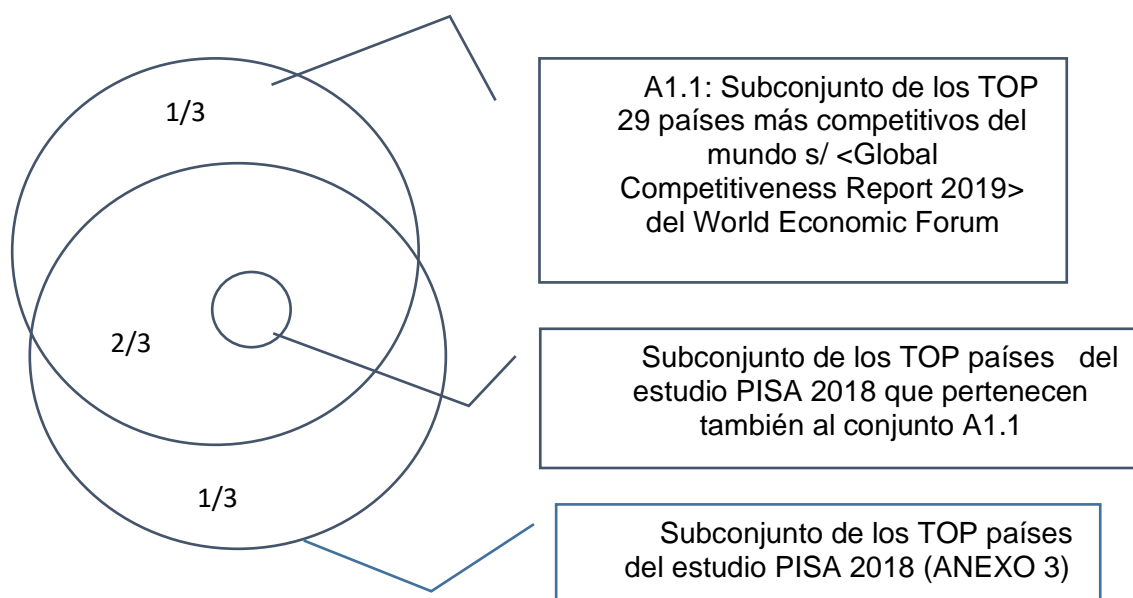 1/3
2/3
1/3
A1.1: Subconjunto de los TOP
29 países más competitivos del
mundo s/ <Global
Competitiveness Report 2019>
del World Economic Forum
Subconjunto de los TOP países del
estudio PISA 2018 que pertenecen
también al conjunto A1.1
Subconjunto de los TOP países
del estudio PISA 2018 (ANEXO 3)